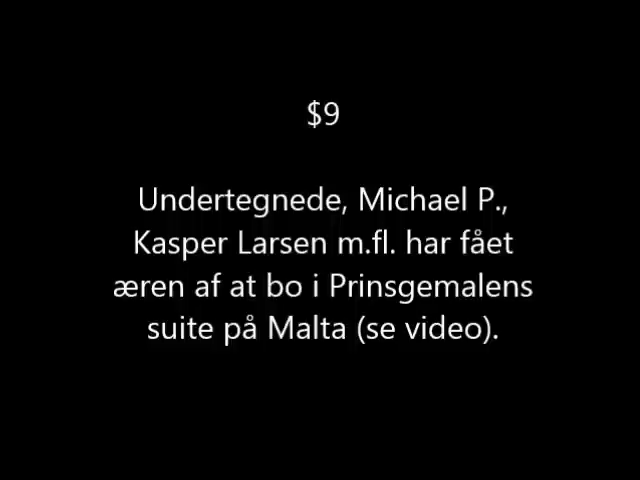 $9
Undertegnede, Michael P.,
Kasper Larsen m.fl. har fået
æren af at bo i Prinsgemalens
suite på Malta (se video).